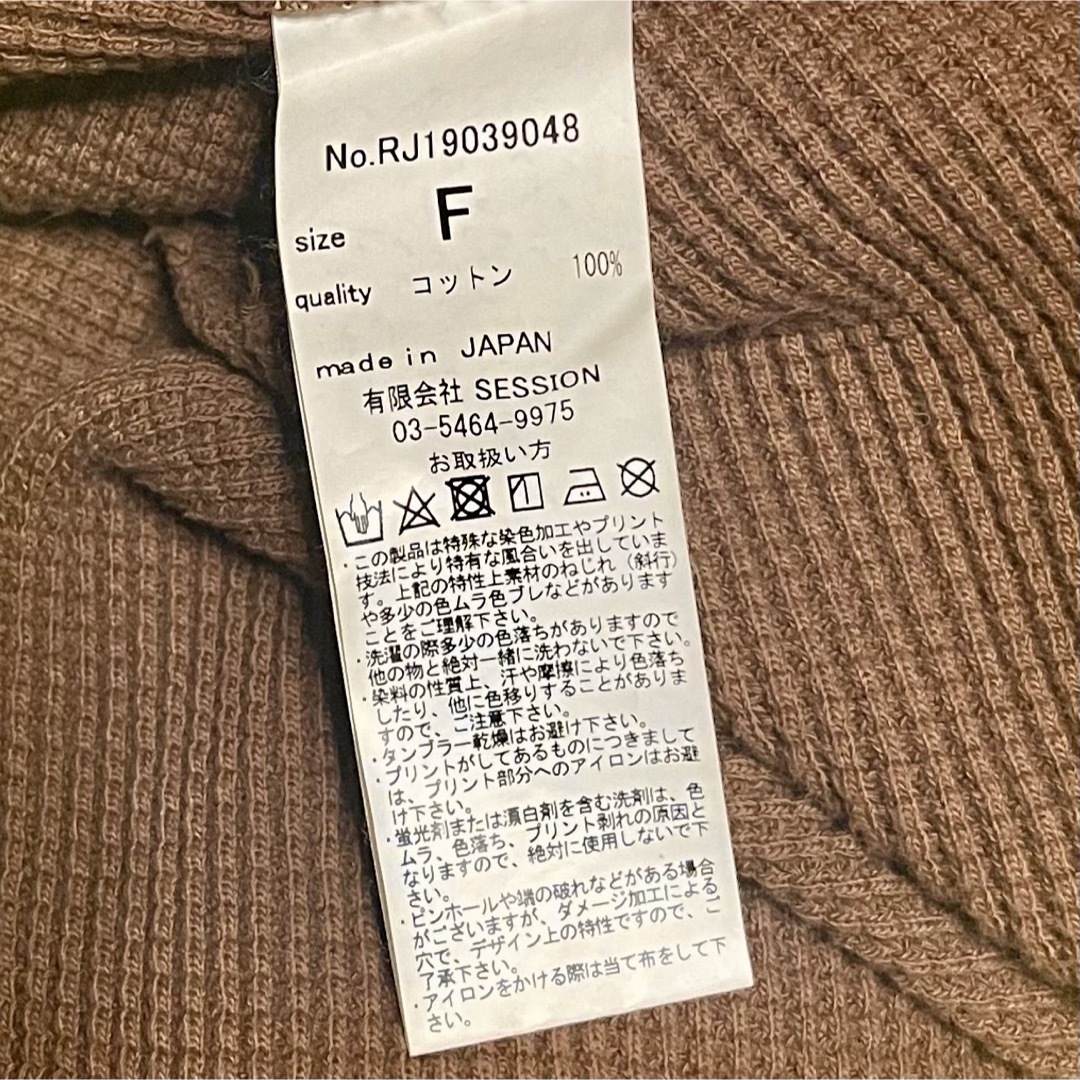 No.RJ19039048
size F
quality コットン 100%
made in JAPAN
有限会社 SESSION
03-5464-9975
お取扱い方
・この製品は特殊な染色加工やプリント
技法により特有な風合いを出していま
す。上記の特性上素材のねじれ（斜行）
や多少の色ムラ色ブレなどがあります
ことをご理解下さい。
・洗濯の際多少の色落ちがありますので
他の物と絶対一緒に洗わないで下さい。
・染料の性質上、汗や摩擦により色落ち
したり、他に色移りすることがありま
すので、ご注意下さい。
・タンブラー乾燥はお避け下さい。
・プリントがしてあるものにつきまして
は、プリント部分へのアイロンはお避
け下さい。
・蛍光剤または漂白剤を含む洗剤は、色
ムラ、色落ち、プリント剥れの原因と
なりますので、絶対に使用しないで下
さい。
・ピンホールや端の破れなどがある場合
がございますが、ダメージ加工による
穴で、デザイン上の特性ですので、ご
了承下さい。
・アイロンをかける際は当て布をして下
さい。